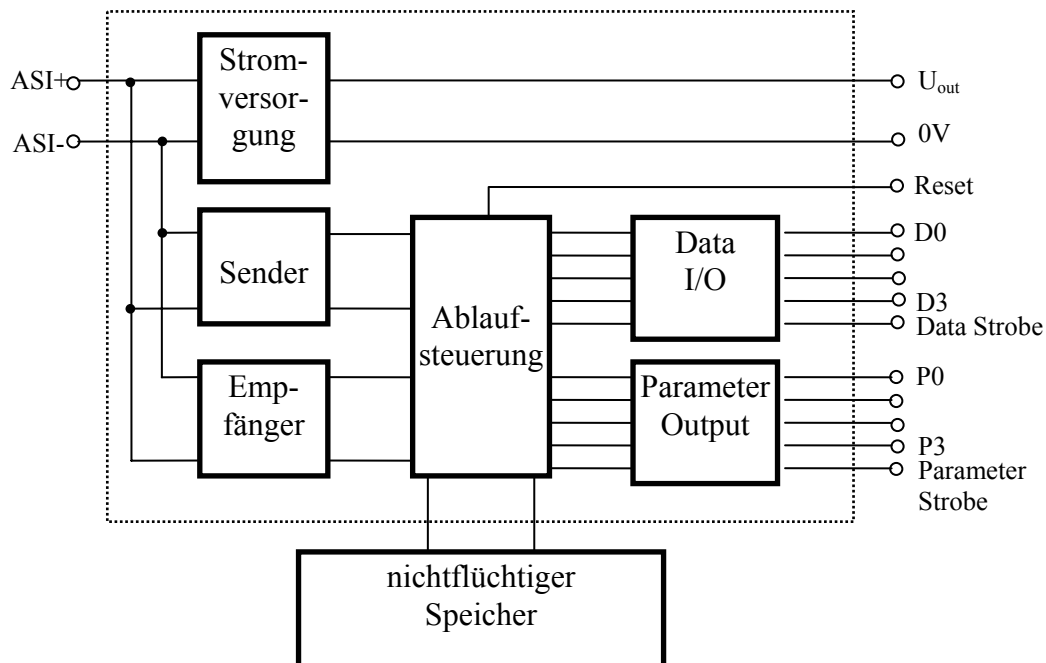 ASI+
ASI-
Strom-
versor-
gung
U_out
0V
Reset
Sender
Ablauf-
steuerung
Data
I/O
D0
D3
Data Strobe
Emp-
fänger
Parameter
Output
P0
P3
Parameter
Strobe
nichtflüchtiger
Speicher